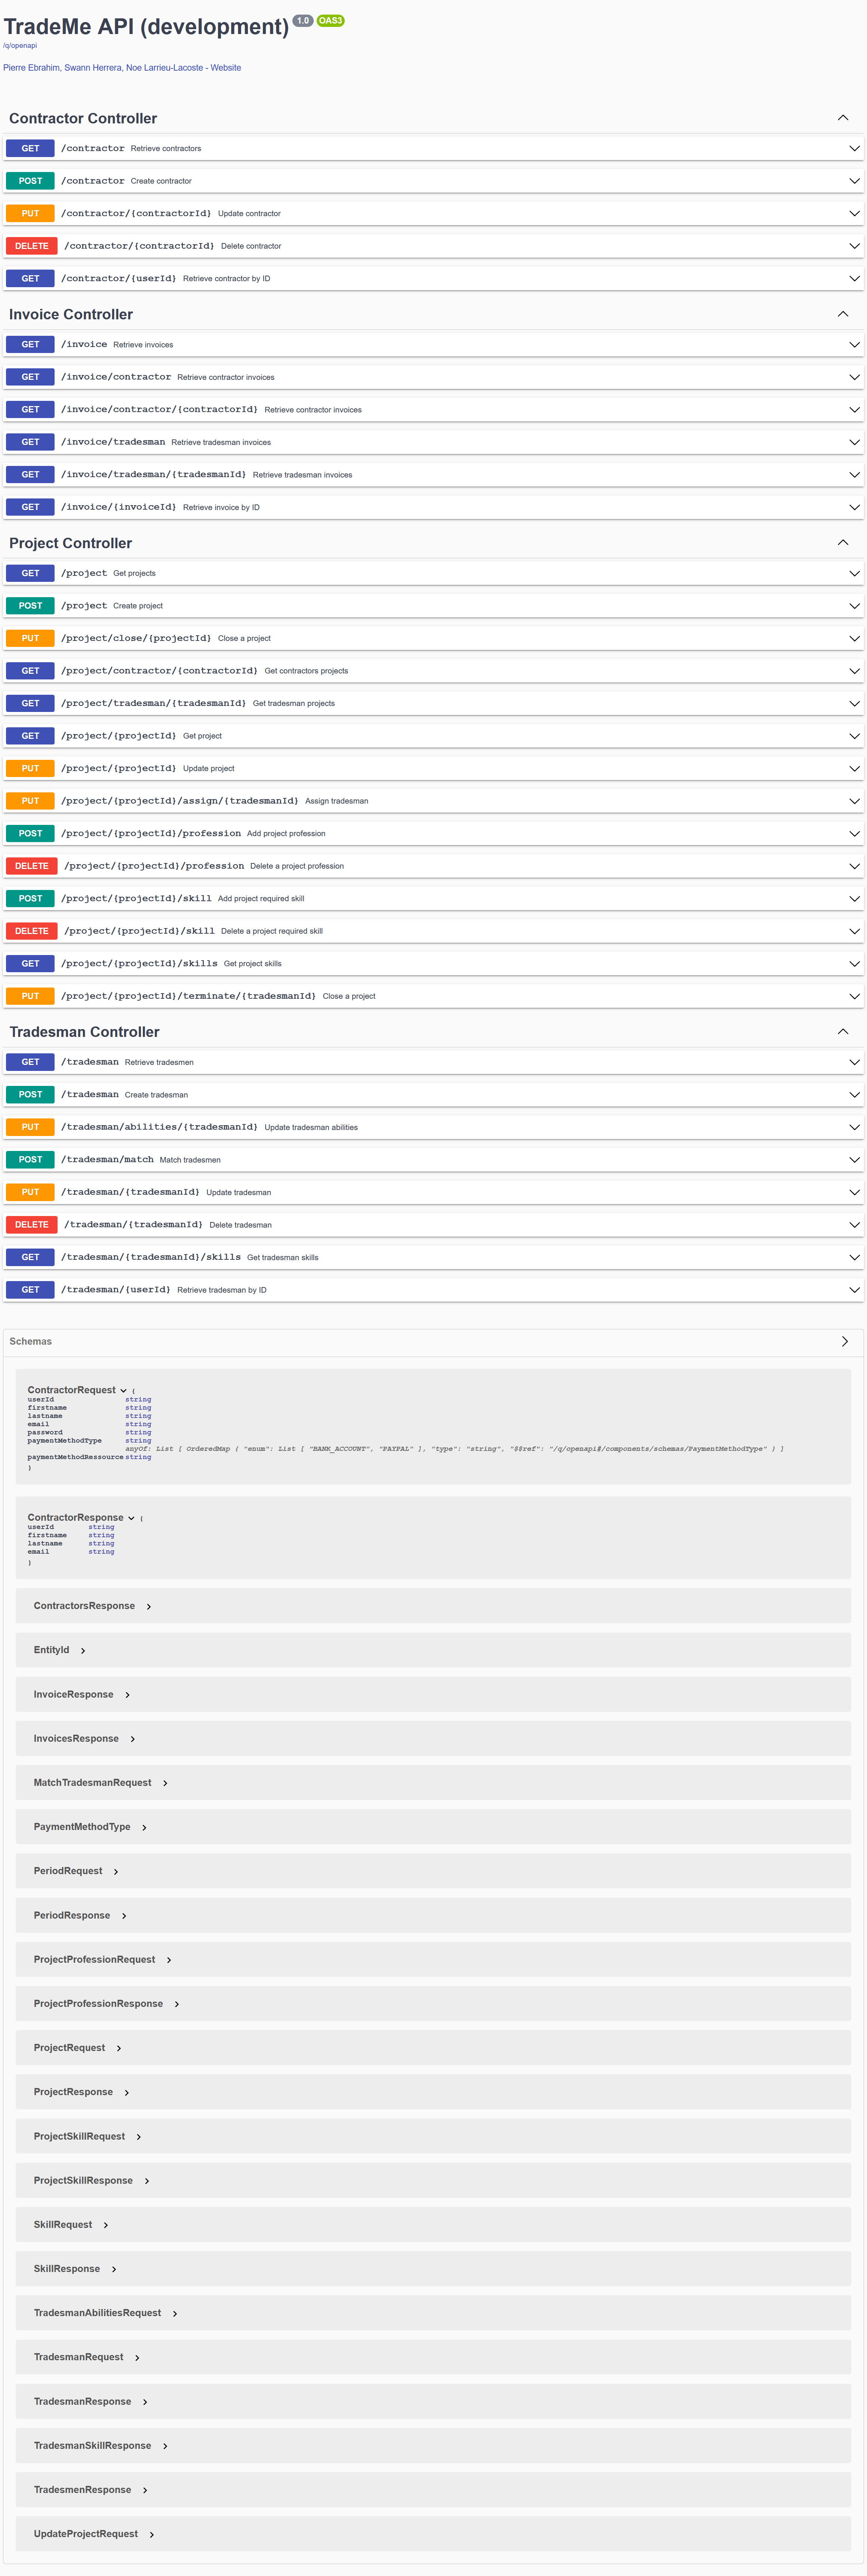 TradeMe API (development) 1.0 OAS3
/q/openapi
Pierre Ebrahim, Swann Herrera, Noe Larrieu-Lacoste - Website
Contractor Controller
GET /contractor Retrieve contractors
POST /contractor Create contractor
PUT /contractor/{contractorId} Update contractor
DELETE /contractor/{contractorId} Delete contractor
GET /contractor/{userId} Retrieve contractor by ID
Invoice Controller
GET /invoice Retrieve invoices
GET /invoice/contractor Retrieve contractor invoices
GET /invoice/contractor/{contractorId} Retrieve contractor invoices
GET /invoice/tradesman Retrieve tradesman invoices
GET /invoice/tradesman/{tradesmanId} Retrieve tradesman invoices
GET /invoice/{invoiceId} Retrieve invoice by ID
Project Controller
GET /project Get projects
POST /project Create project
PUT /project/close/{projectId} Close a project
GET /project/contractor/{contractorId} Get contractors projects
GET /project/tradesman/{tradesmanId} Get tradesman projects
GET /project/{projectId} Get project
PUT /project/{projectId} Update project
PUT /project/{projectId}/assign/{tradesmanId} Assign tradesman
POST /project/{projectId}/profession Add project profession
DELETE /project/{projectId}/profession Delete a project profession
POST /project/{projectId}/skill Add project required skill
DELETE /project/{projectId}/skill Delete a project required skill
GET /project/{projectId}/skills Get project skills
PUT /project/{projectId}/terminate/{tradesmanId} Close a project
Tradesman Controller
GET /tradesman Retrieve tradesmen
POST /tradesman Create tradesman
PUT /tradesman/abilities/{tradesmanId} Update tradesman abilities
POST /tradesman/match Match tradesmen
PUT /tradesman/{tradesmanId} Update tradesman
DELETE /tradesman/{tradesmanId} Delete tradesman
GET /tradesman/{tradesmanId}/skills Get tradesman skills
GET /tradesman/{userId} Retrieve tradesman by ID
Schemas
ContractorRequest {
userId string
firstname string
lastname string
email string
password string
paymentMethodType string
anyOf: List [ OrderedMap { "enum": List [ "BANK_ACCOUNT", "PAYPAL" ], "type": "string", "$$ref": "/q/openapi#/components/schemas/PaymentMethodType" } ]
paymentMethodRessource string
}
ContractorResponse {
userId string
firstname string
lastname string
email string
}
ContractorsResponse
EntityId
InvoiceResponse
InvoicesResponse
MatchTradesmanRequest
PaymentMethodType
PeriodRequest
PeriodResponse
ProjectProfessionRequest
ProjectProfessionResponse
ProjectRequest
ProjectResponse
ProjectSkillRequest
ProjectSkillResponse
SkillRequest
SkillResponse
TradesmanAbilitiesRequest
TradesmanRequest
TradesmanResponse
TradesmanSkillResponse
TradesmenResponse
UpdateProjectRequest